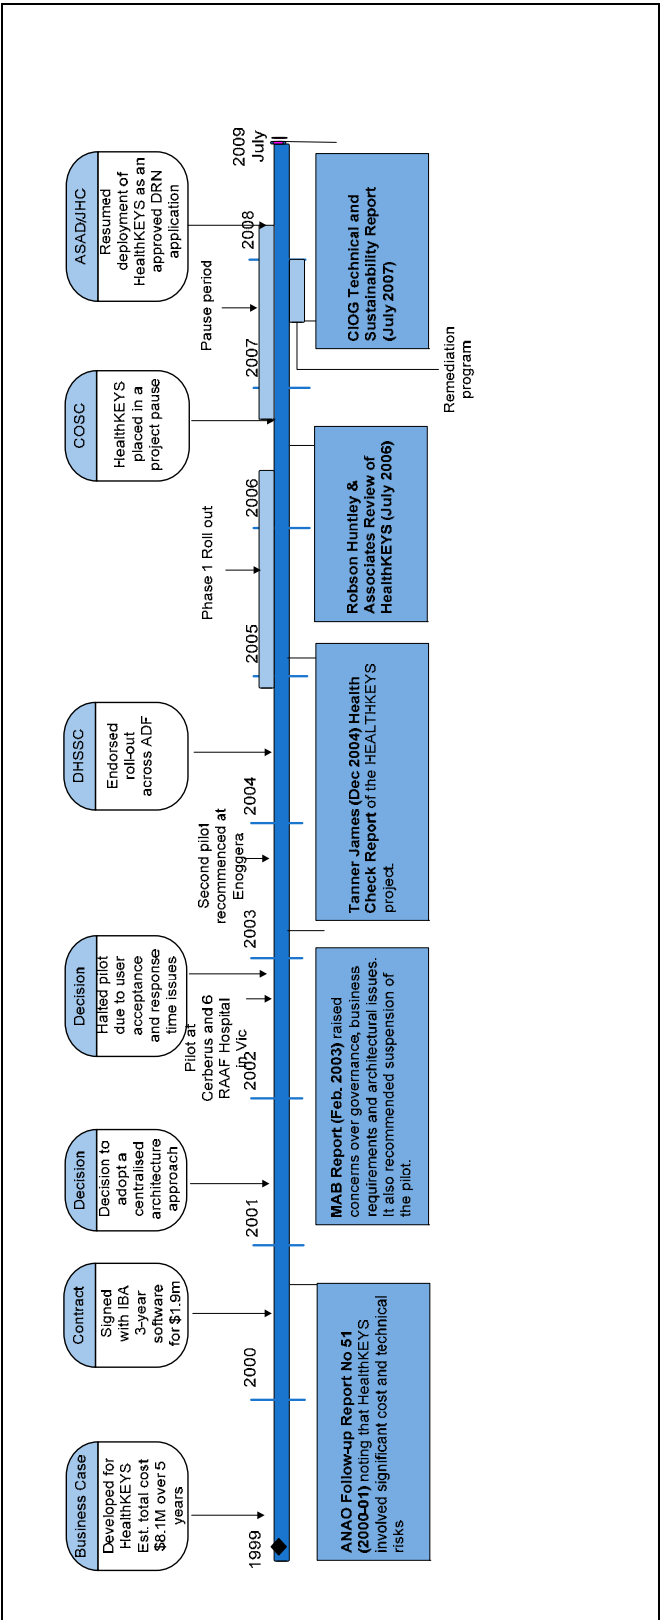 Business Case
Developed for
HealthKEYS
Est. total cost
$8.1M over 5
years
Contract
Signed
with IBA
3-year
software
for $1.9m
Decision
Decision to
adopt a
centralised
architecture
approach
Decision
Halted pilot
due to user
acceptance
and response
time issues
DHSSC
Endorsed
roll-out
across ADF
COSC
HealthKEYS
placed in a
project pause
ASAD/JHC
Resumed
deployment of
HealthKEYS as an
approved DRN
application
Pilot at
Cerberus and 6
RAAF Hospital
in Vic
Second pilot
recommenced at
Enoggera
Phase 1 Roll out
Pause period
1999
2000
2001
2002
2003
2004
2005
2006
2007
2008
2009
July
Remediation
program
ANAO Follow-up Report No 51
(2000-01) noting that HealthKEYS
involved significant cost and technical
risks
MAB Report (Feb. 2003) raised
concerns over governance, business
requirements and architectural issues.
It also recommended suspension of
the pilot.
Tanner James (Dec 2004) Health
Check Report of the HEALTHKEYS
project.
Robson Huntley &
Associates Review of
HealthKEYS (July 2006)
CIOG Technical and
Sustainability Report
(July 2007)